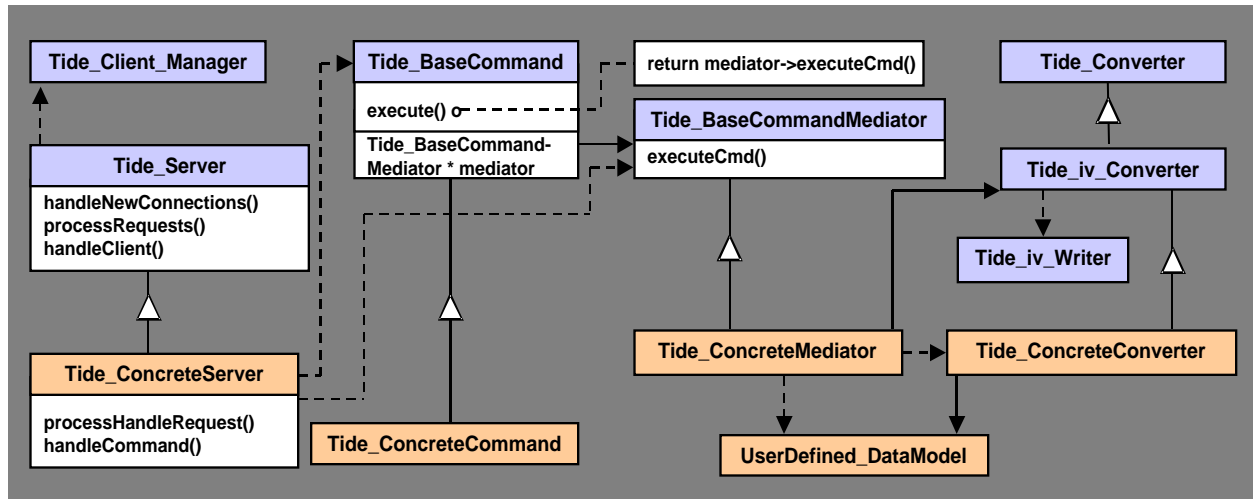 Tide_Client_Manager
Tide_Server
handleNewConnections()
processRequests()
handleClient()
Tide_ConcreteServer
processHandleRequest()
handleCommand()
Tide_BaseCommand
execute() o
Tide_BaseCommand-
Mediator * mediator
Tide_ConcreteCommand
return mediator->executeCmd()
Tide_BaseCommandMediator
executeCmd()
Tide_ConcreteMediator
UserDefined_DataModel
Tide_Converter
Tide_iv_Converter
Tide_iv_Writer
Tide_ConcreteConverter